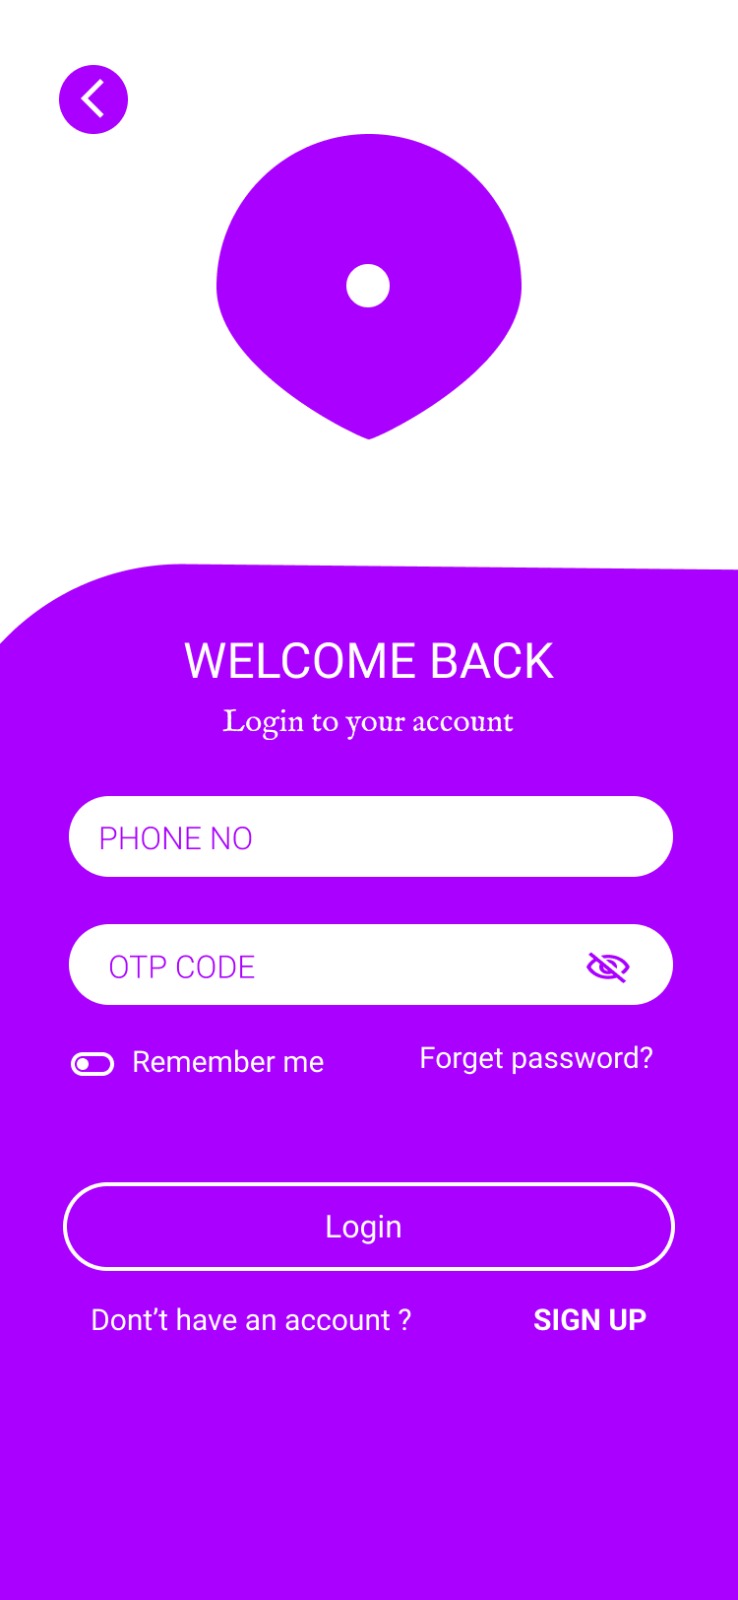 WELCOME BACK
Login to your account
PHONE NO
OTP CODE
Remember me
Forget password?
Login
Dont’t have an account ?
SIGN UP